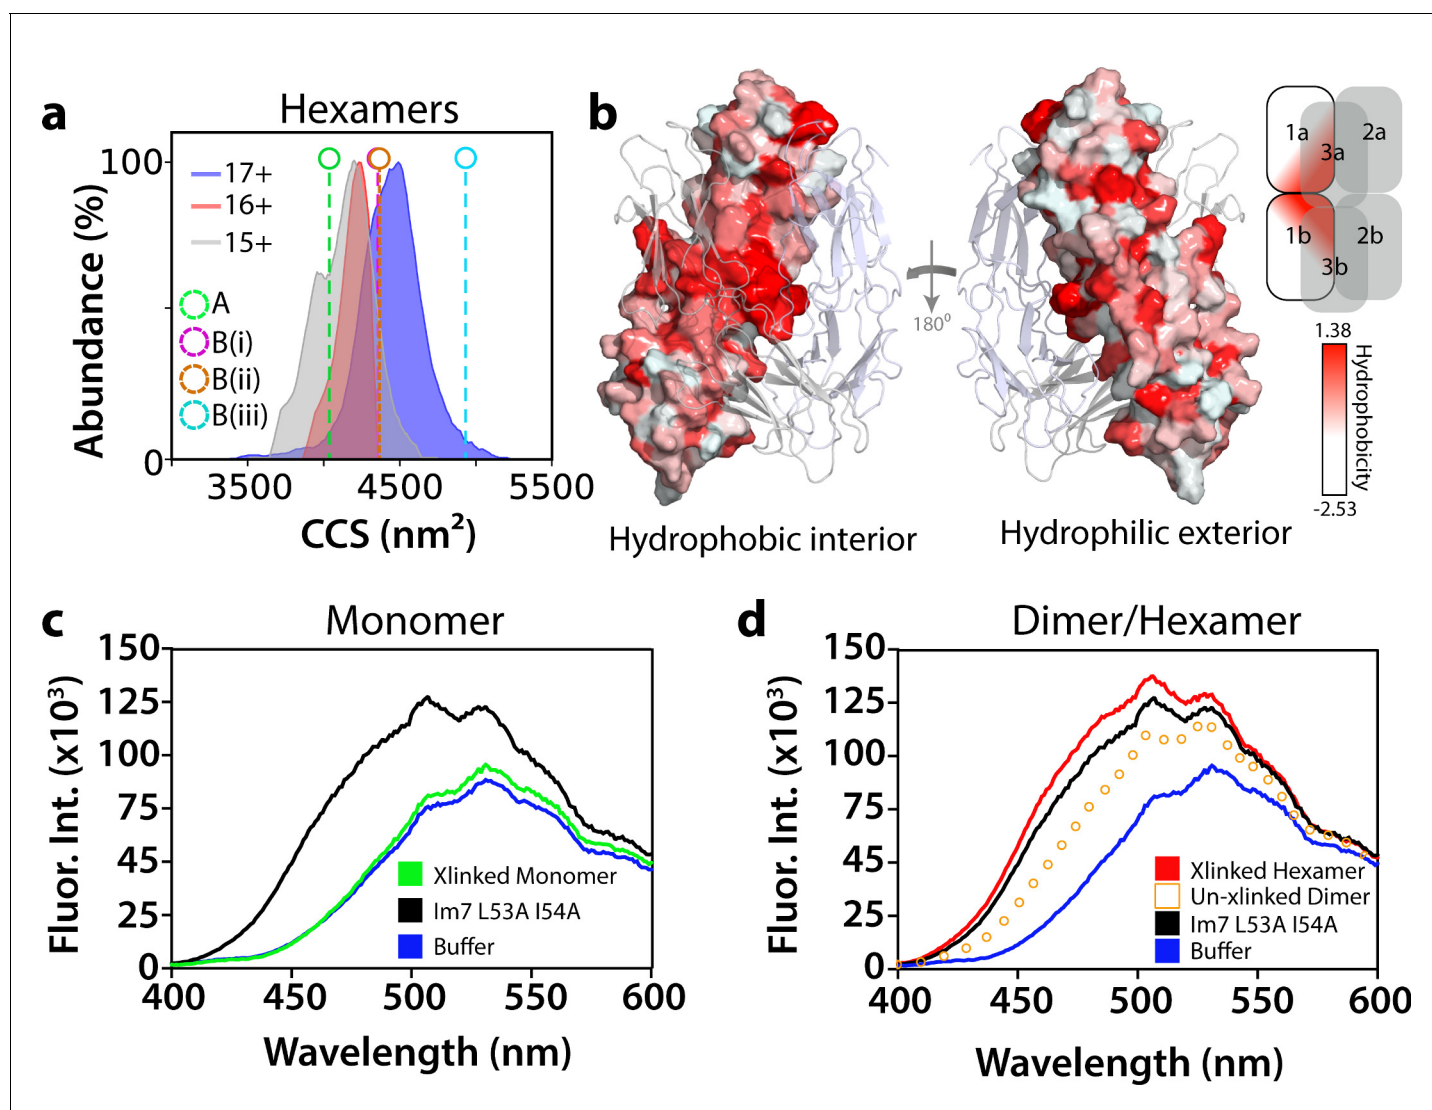 a
Hexamers
100
0
Abundance (%)
17+
16+
15+
A
B(i)
B(ii)
B(iii)
3500
4500
5500
CCS (nm²)
b
180⁰
Hydrophobic interior
Hydrophilic exterior
1a
2a
3a
1b
2b
3b
1.38
Hydrophobicity
-2.53
c
Monomer
150
125
100
75
45
25
0
Fluor. Int. (x10³)
Xlinked Monomer
Im7 L53A I54A
Buffer
400
450
500
550
600
Wavelength (nm)
d
Dimer/Hexamer
150
125
100
75
45
25
0
Fluor. Int. (x10³)
Xlinked Hexamer
Un-xlinked Dimer
Im7 L53A I54A
Buffer
400
450
500
550
600
Wavelength (nm)